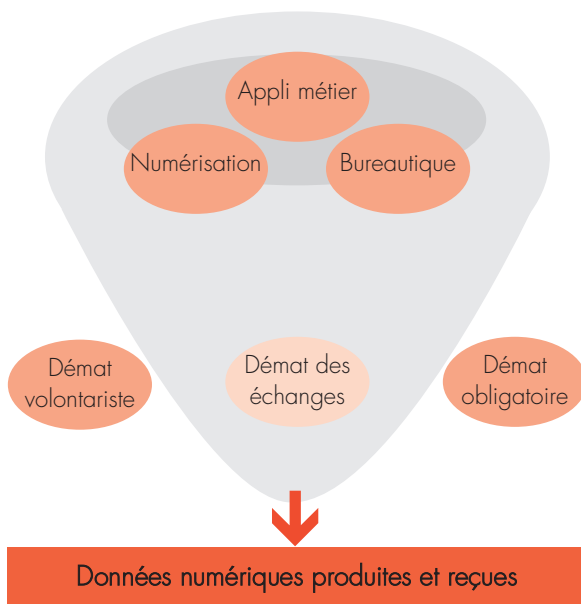 Appli métier
Numérisation
Bureautique
Démat
volontariste
Démat des
échanges
Démat
obligatoire
Données numériques produites et reçues